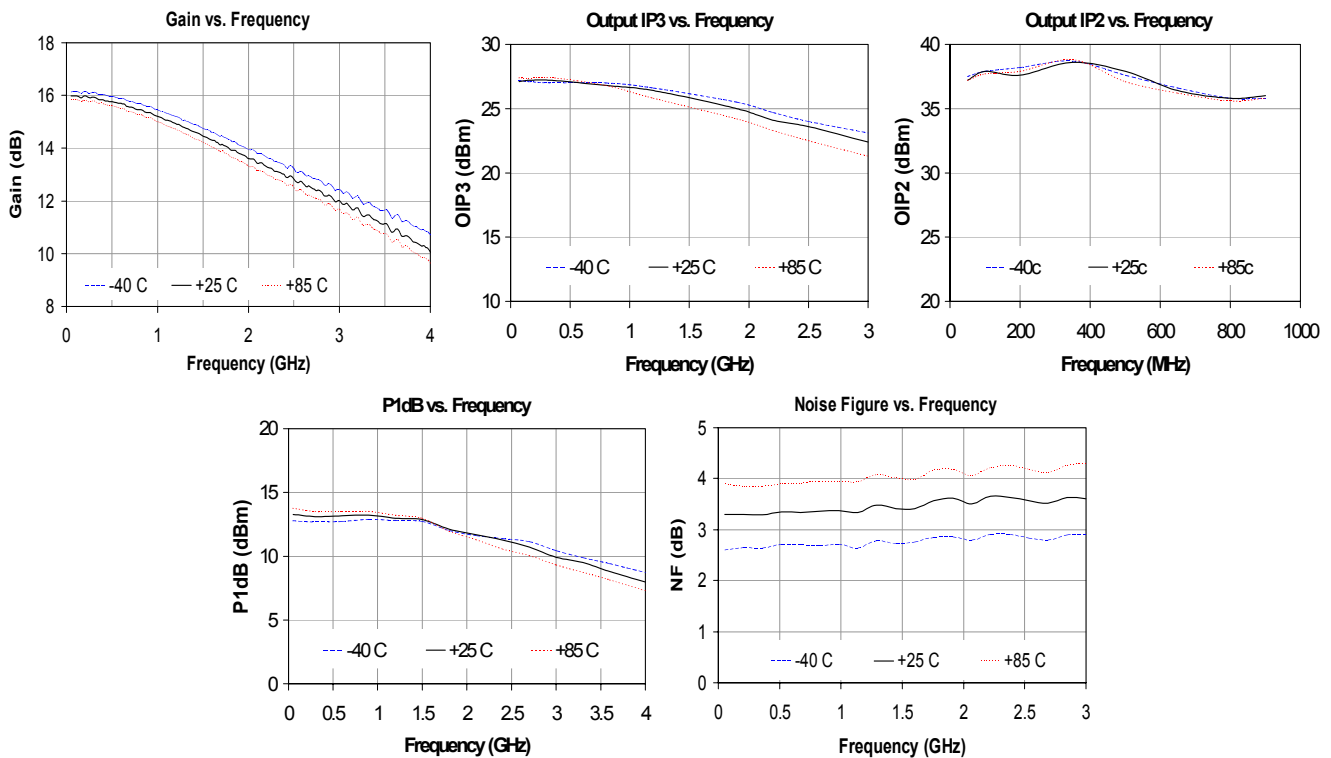 Gain vs. Frequency
18
16
14
12
10
8
Gain (dB)
-40 C +25 C +85 C
0 1 2 3 4
Frequency (GHz)
Output IP3 vs. Frequency
30
25
20
15
10
OIP3 (dBm)
-40 C +25 C +85 C
0 0.5 1 1.5 2 2.5 3
Frequency (GHz)
Output IP2 vs. Frequency
40
35
30
25
20
OIP2 (dBm)
-40c +25c +85c
0 200 400 600 800 1000
Frequency (MHz)
P1dB vs. Frequency
20
15
10
5
0
P1dB (dBm)
-40 C +25 C +85 C
0 0.5 1 1.5 2 2.5 3 3.5 4
Frequency (GHz)
Noise Figure vs. Frequency
5
4
3
2
1
0
NF (dB)
-40 C +25 C +85 C
0 0.5 1 1.5 2 2.5 3
Frequency (GHz)